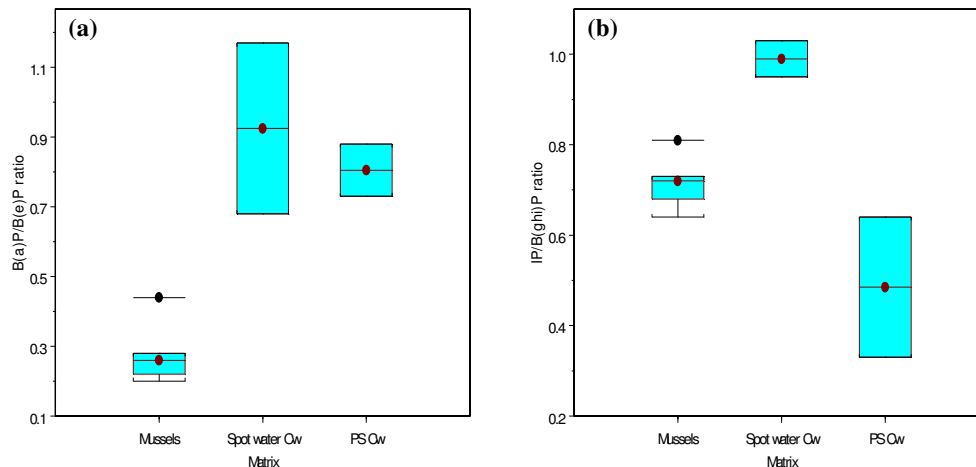 (a)
B(a)P/B(e)P ratio
1.1
0.9
0.7
0.5
0.3
0.1
Mussels Spot water Cw PS Cw
Matrix
(b)
IP/B(ghi)P ratio
1.0
0.8
0.6
0.4
0.2
Mussels Spot water Cw PS Cw
Matrix